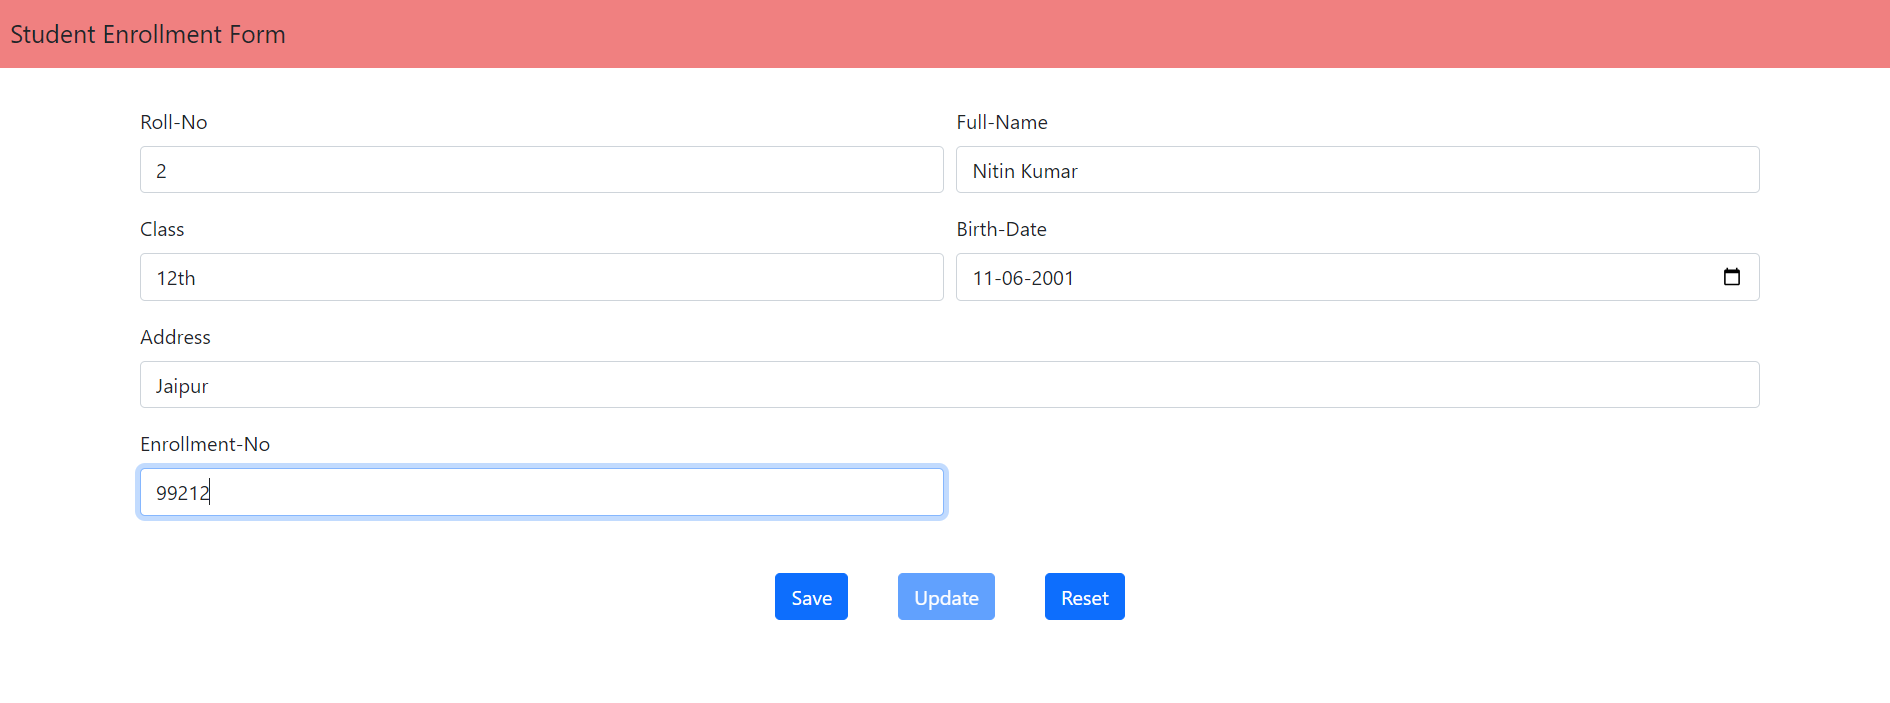 Student Enrollment Form
Roll-No
Full-Name
2
Nitin Kumar
Class
Birth-Date
12th
11-06-2001
Address
Jaipur
Enrollment-No
99212
Save
Update
Reset